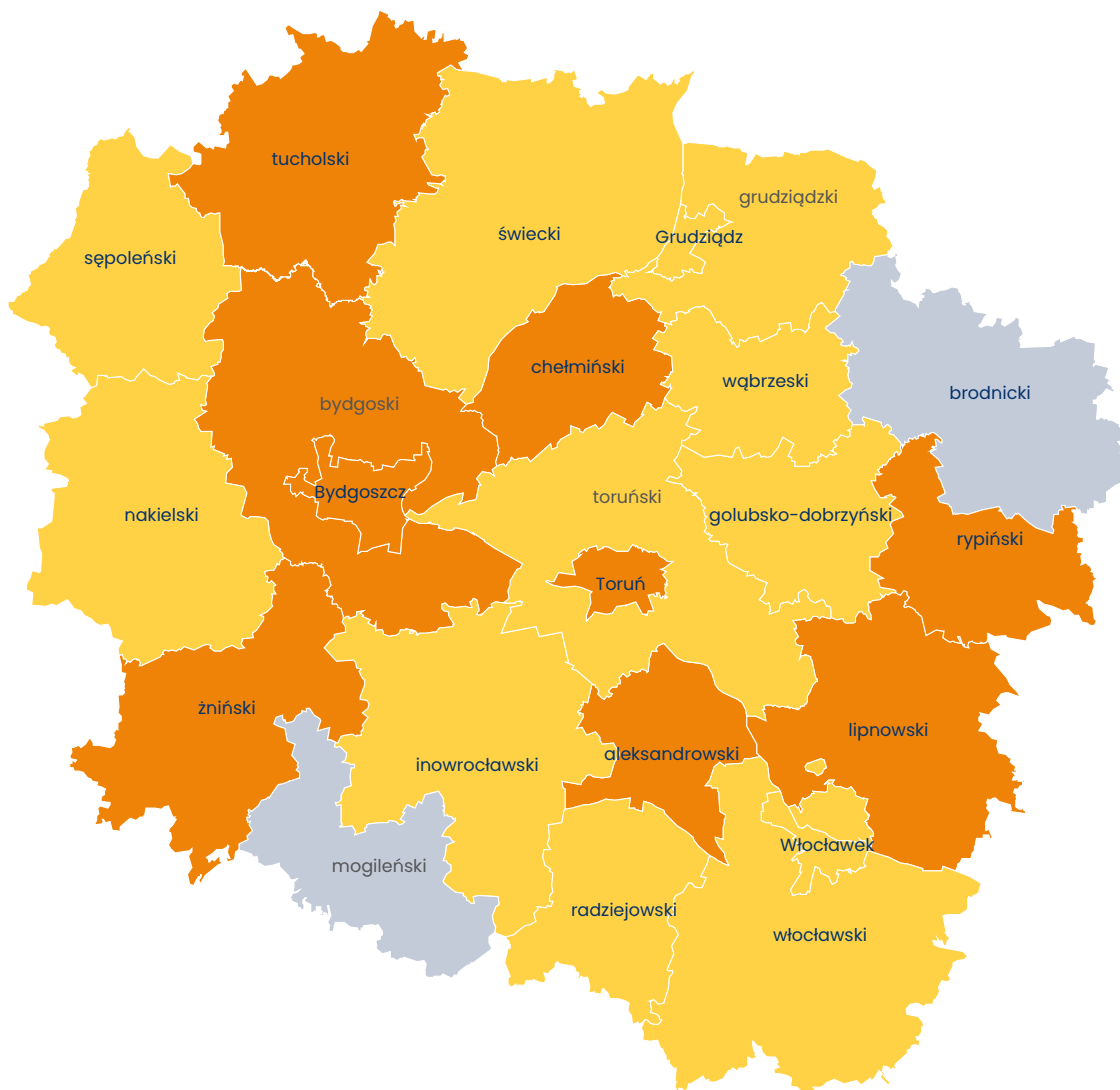 tucholski
grudziądzki
świecki
Grudziądz
sępoleński
chełmiński
wąbrzeski
brodnicki
bydgoski
Bydgoszcz
toruński
nakielski
golubsko-dobrzyński
rypiński
Toruń
żniński
lipnowski
aleksandrowski
inowrocławski
Włocławek
mogileński
radziejowski
włocławski